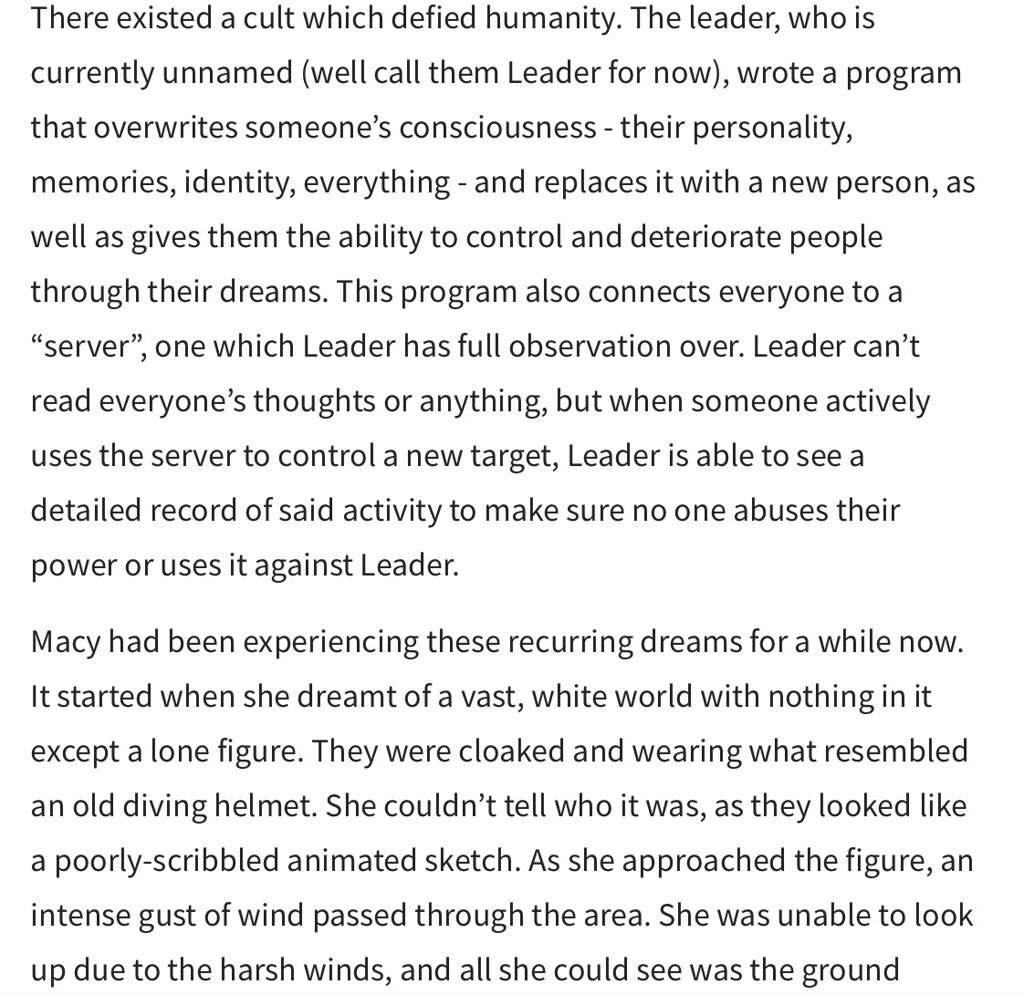 There existed a cult which defied humanity. The leader, who is
currently unnamed (well call them Leader for now), wrote a program
that overwrites someone’s consciousness - their personality,
memories, identity, everything - and replaces it with a new person, as
well as gives them the ability to control and deteriorate people
through their dreams. This program also connects everyone to a
“server”, one which Leader has full observation over. Leader can’t
read everyone’s thoughts or anything, but when someone actively
uses the server to control a new target, Leader is able to see a
detailed record of said activity to make sure no one abuses their
power or uses it against Leader.
Macy had been experiencing these recurring dreams for a while now.
It started when she dreamt of a vast, white world with nothing in it
except a lone figure. They were cloaked and wearing what resembled
an old diving helmet. She couldn’t tell who it was, as they looked like
a poorly-scribbled animated sketch. As she approached the figure, an
intense gust of wind passed through the area. She was unable to look
up due to the harsh winds, and all she could see was the ground